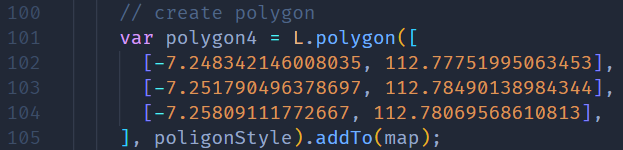 100 // create polygon
101 var polygon4 = L.polygon([
102 [-7.248342146008035, 112.77751995063453],
103 [-7.251790496378697, 112.78490138984344],
104 [-7.25809111772667, 112.78069568610813],
105 ], poligonStyle).addTo(map);